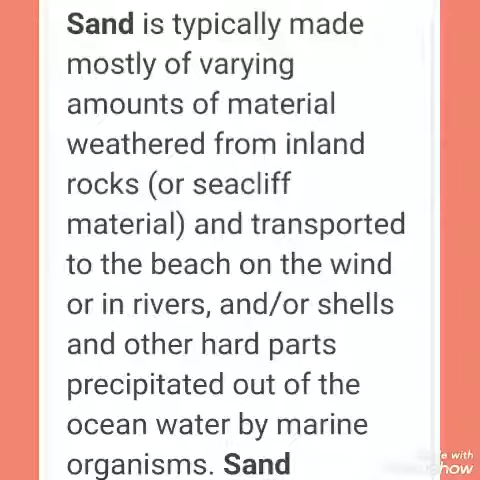 Sand is typically made
mostly of varying
amounts of material
weathered from inland
rocks (or seacliff
material) and transported
to the beach on the wind
or in rivers, and/or shells
and other hard parts
precipitated out of the
ocean water by marine
organisms. Sand
with